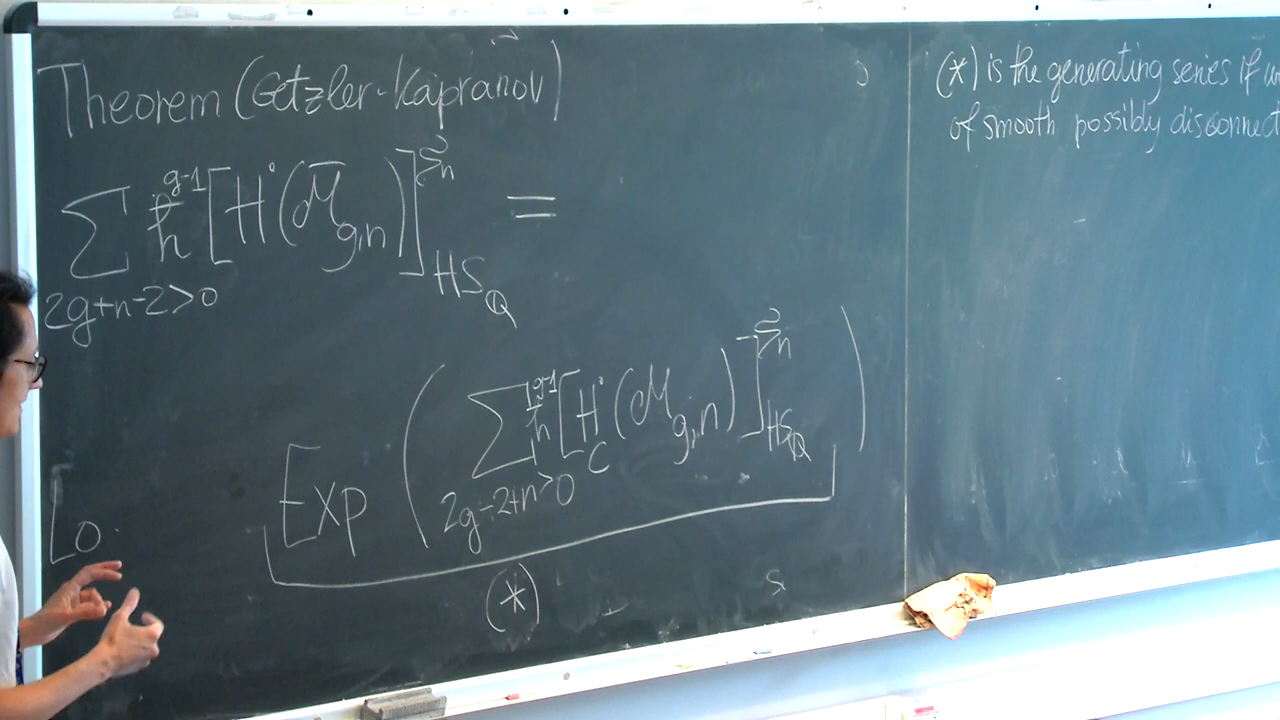 Theorem (Getzler-Kapranov)
∑_{2g+n-2>0} ħ^{g-1} [H^•(M̄_{g,n})]^{S_n}_{HS_Q} =
Exp ( ∑_{2g-2+n>0} ħ^{g-1} [H^•_C(M_{g,n})]^{S_n}_{HS_Q} )
(*)
Lo
(*) is the generating series if
of smooth possibly disconnect